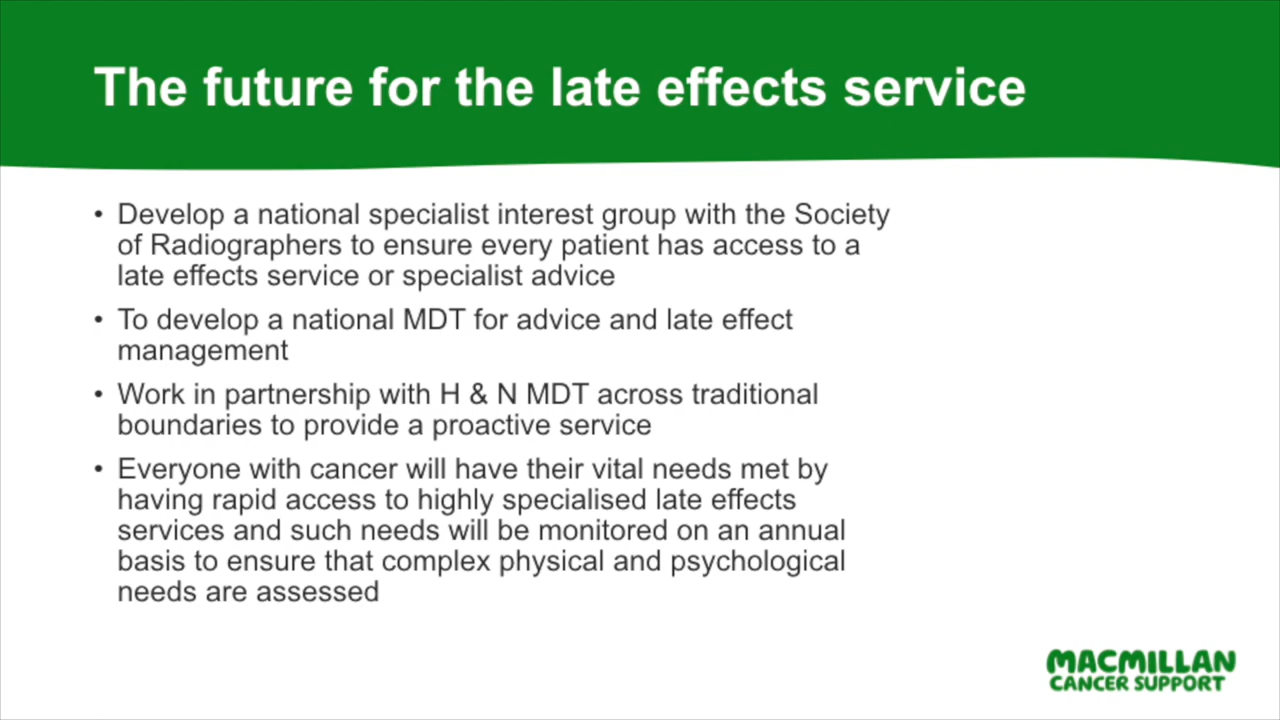 The future for the late effects service
• Develop a national specialist interest group with the Society
of Radiographers to ensure every patient has access to a
late effects service or specialist advice
• To develop a national MDT for advice and late effect
management
• Work in partnership with H & N MDT across traditional
boundaries to provide a proactive service
• Everyone with cancer will have their vital needs met by
having rapid access to highly specialised late effects
services and such needs will be monitored on an annual
basis to ensure that complex physical and psychological
needs are assessed
MACMILLAN
CANCER SUPPORT